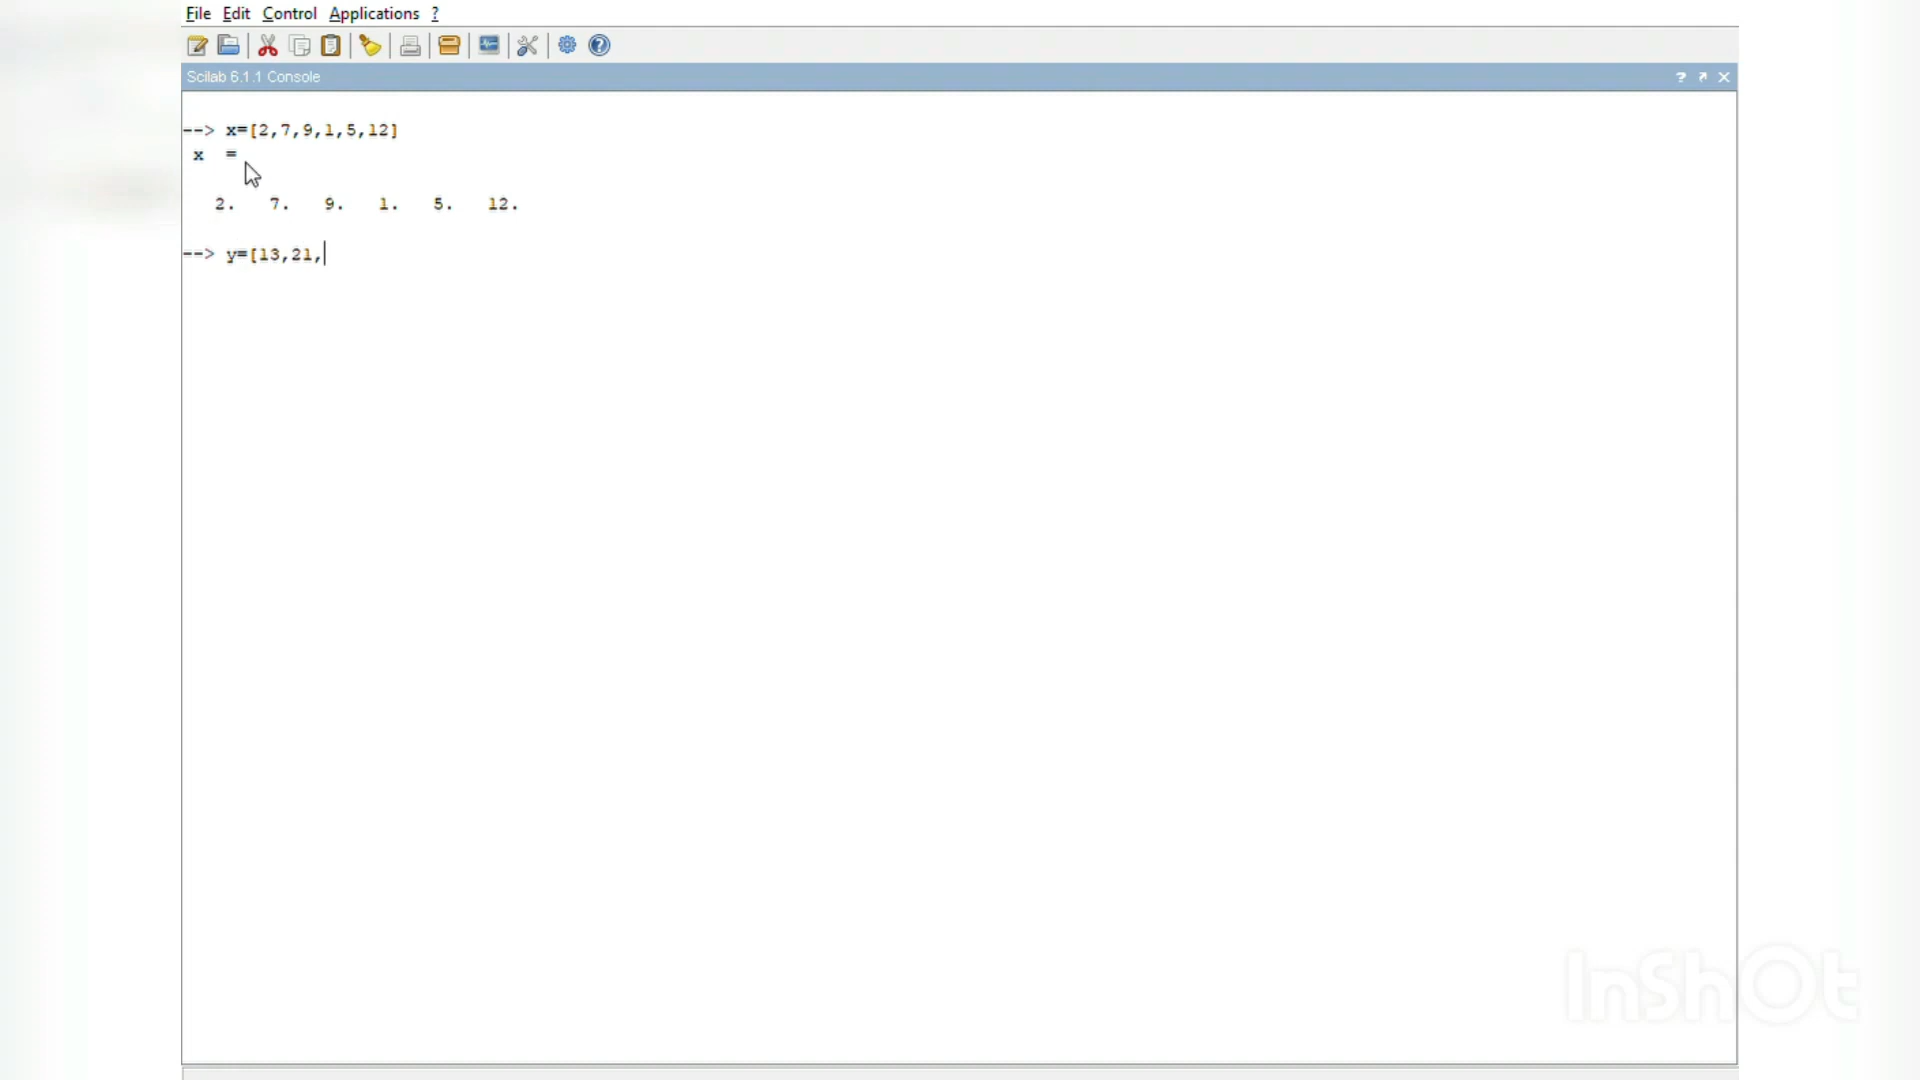 File Edit Control Applications ?
Scilab 6.1.1 Console
--> x=[2,7,9,1,5,12]
x =
2. 7. 9. 1. 5. 12.
--> y=[13,21,
InShOt